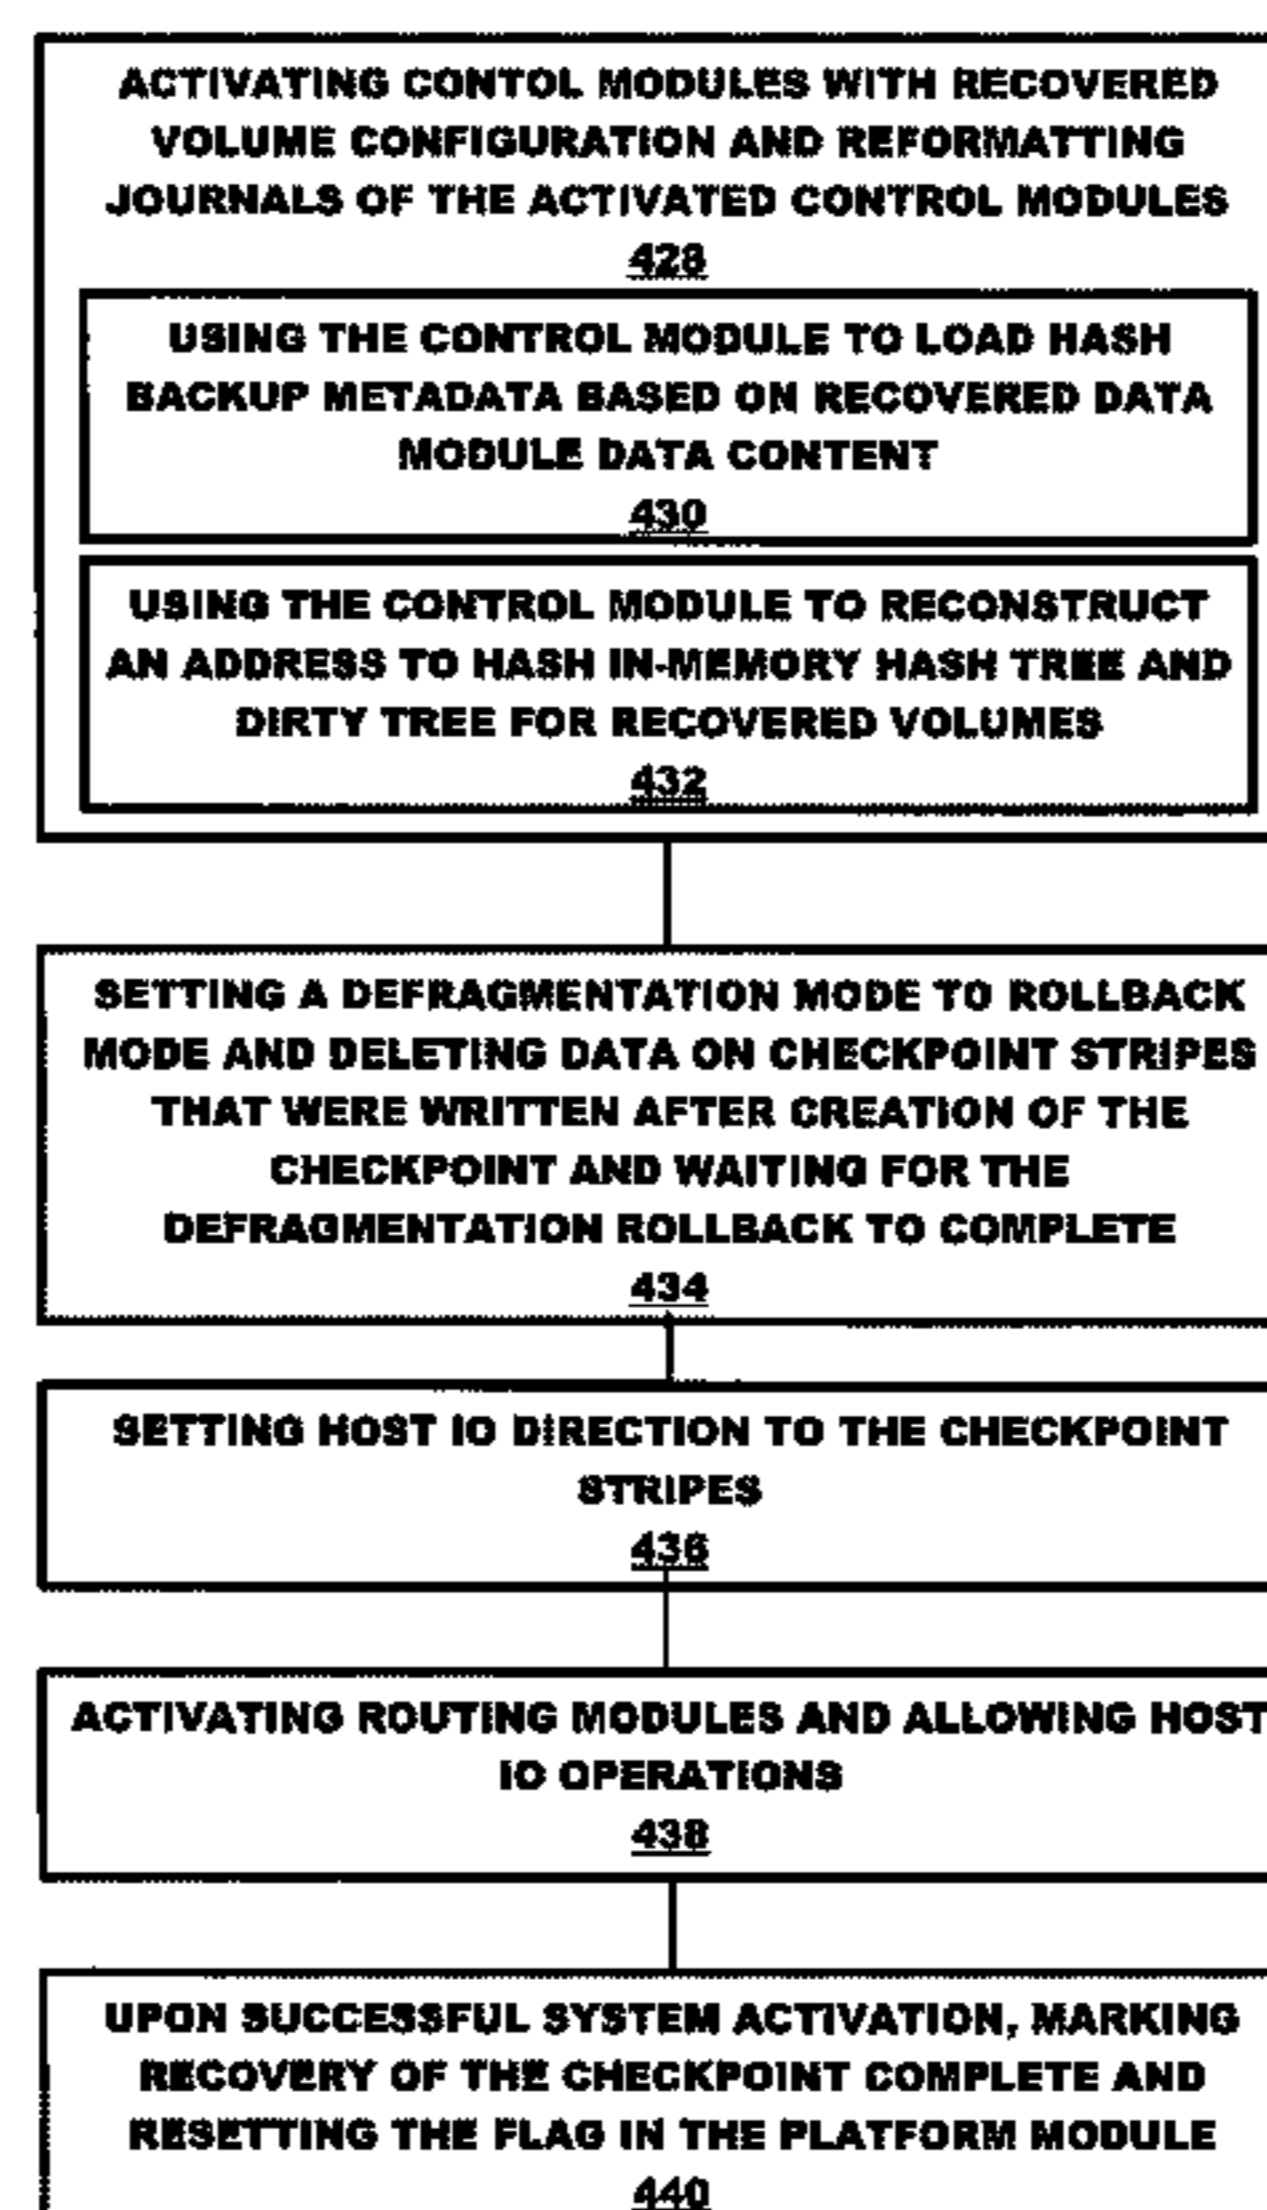 ACTIVATING CONTOL MODULES WITH RECOVERED
VOLUME CONFIGURATION AND REFORMATTING
JOURNALS OF THE ACTIVATED CONTROL MODULES
428
USING THE CONTROL MODULE TO LOAD HASH
BACKUP METADATA BASED ON RECOVERED DATA
MODULE DATA CONTENT
430
USING THE CONTROL MODULE TO RECONSTRUCT
AN ADDRESS TO HASH IN-MEMORY HASH TREE AND
DIRTY TREE FOR RECOVERED VOLUMES
432
SETTING A DEFRAGMENTATION MODE TO ROLLBACK
MODE AND DELETING DATA ON CHECKPOINT STRIPES
THAT WERE WRITTEN AFTER CREATION OF THE
CHECKPOINT AND WAITING FOR THE
DEFRAGMENTATION ROLLBACK TO COMPLETE
434
SETTING HOST IO DIRECTION TO THE CHECKPOINT
STRIPES
436
ACTIVATING ROUTING MODULES AND ALLOWING HOST
IO OPERATIONS
438
UPON SUCCESSFUL SYSTEM ACTIVATION, MARKING
RECOVERY OF THE CHECKPOINT COMPLETE AND
RESETTING THE FLAG IN THE PLATFORM MODULE
440